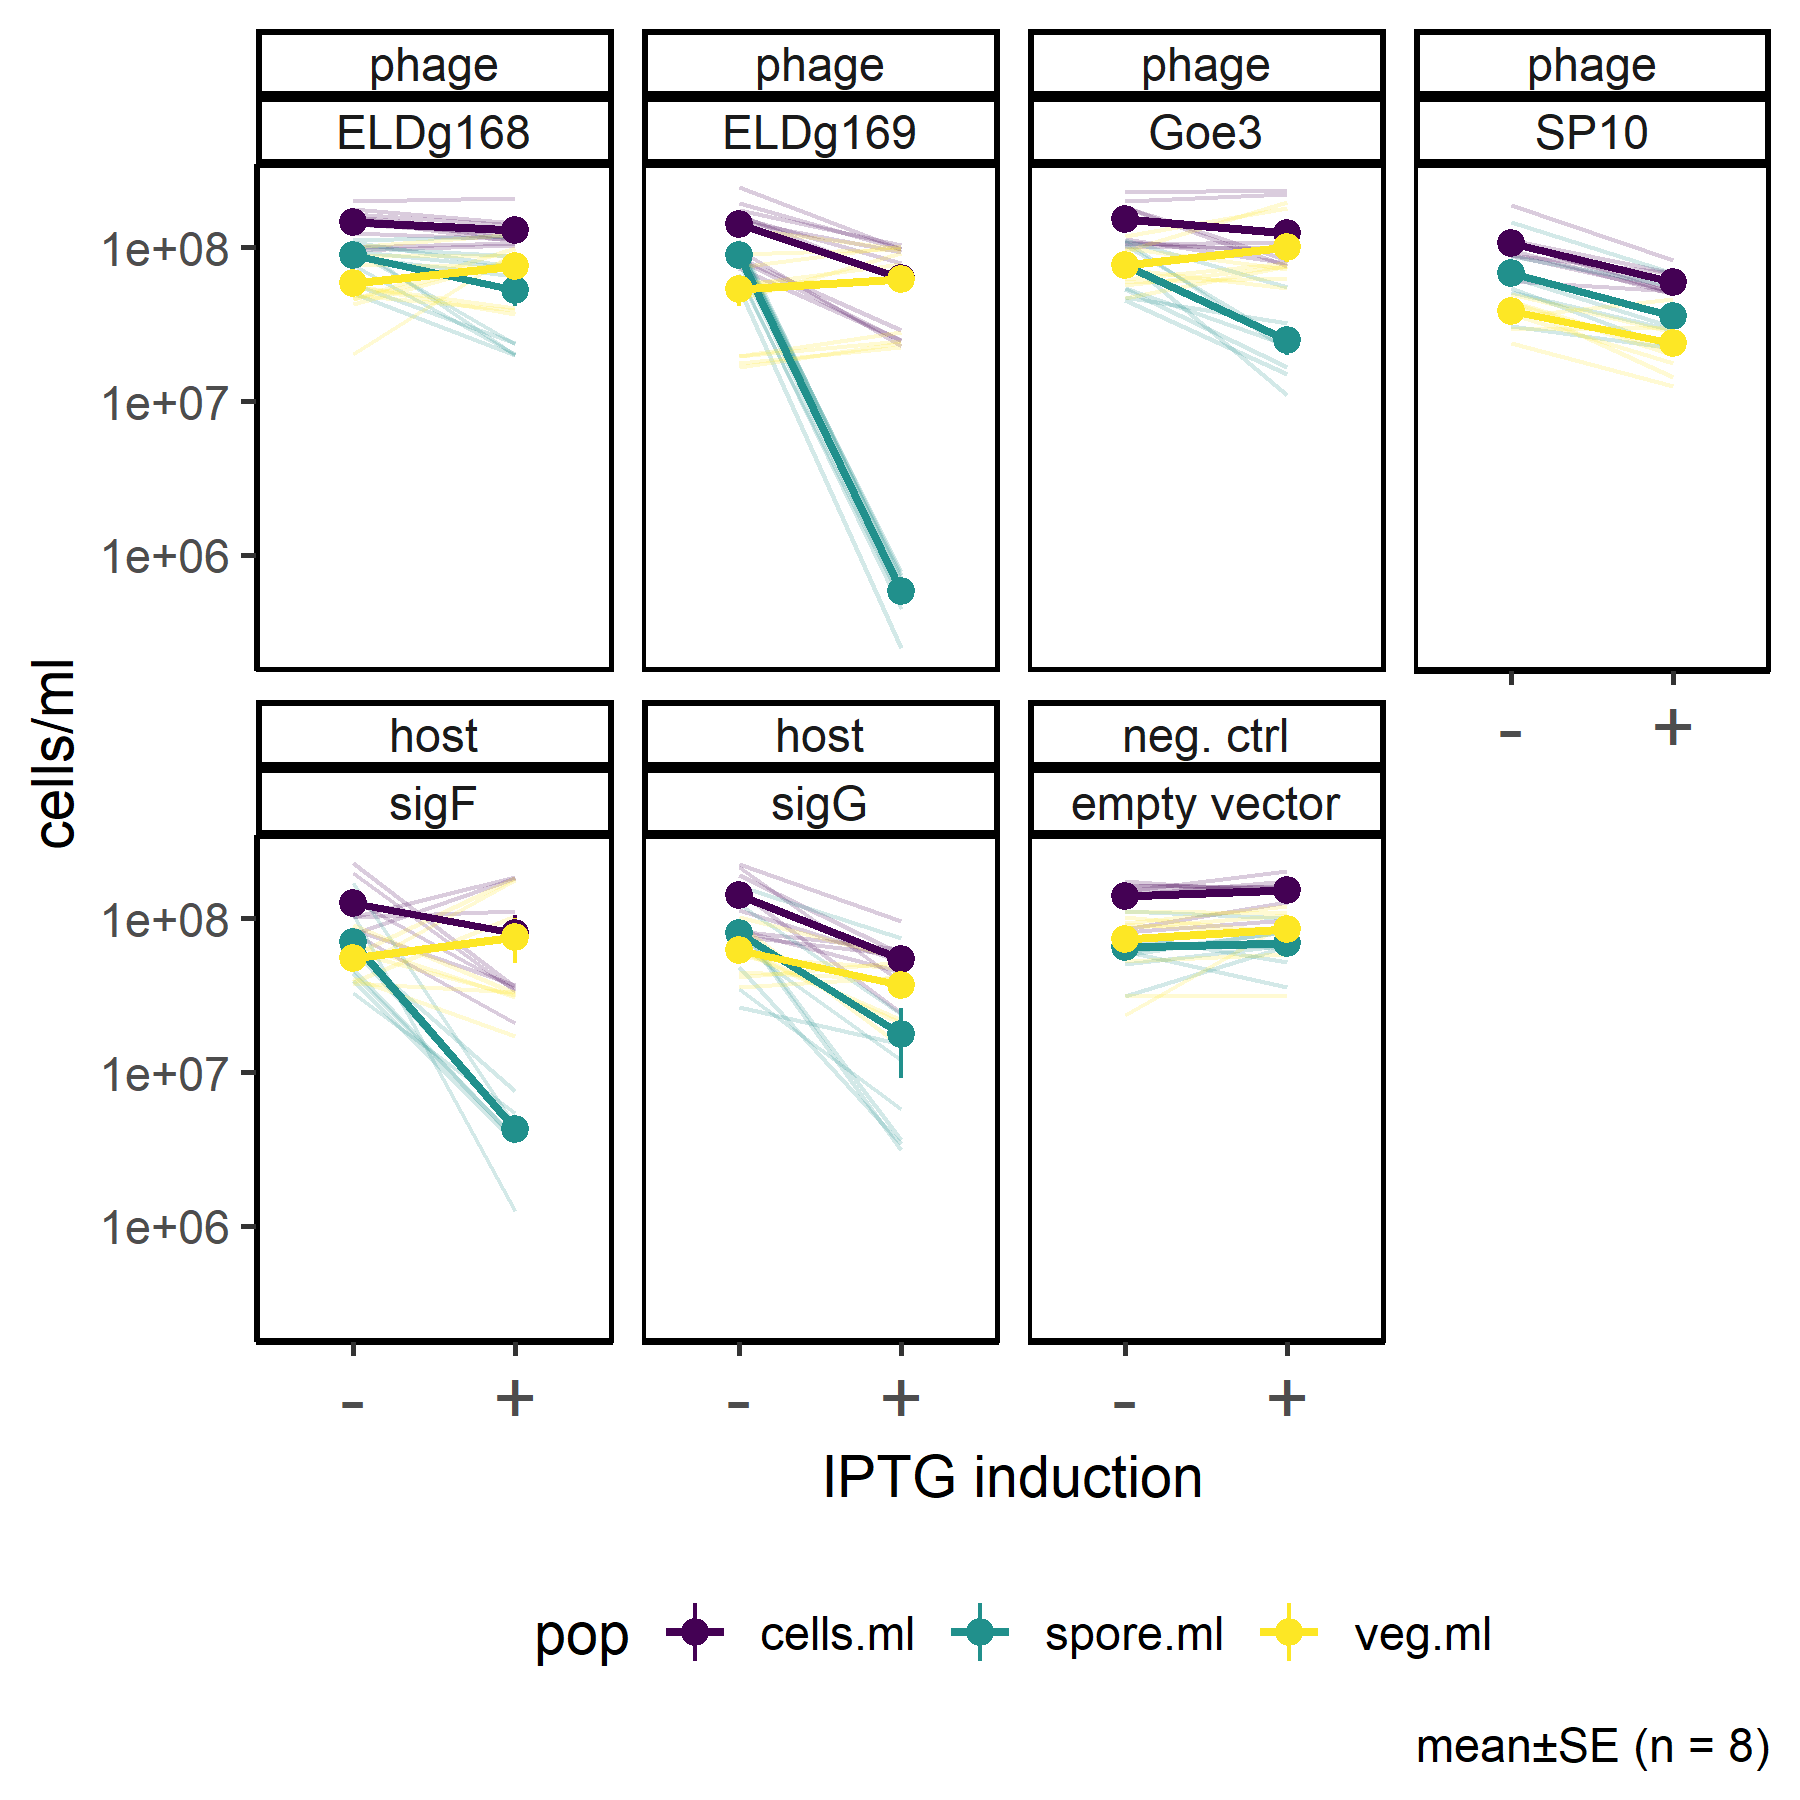 phage phage phage phage
ELDg168 ELDg169 Goe3 SP10
1e+08
1e+07
1e+06
- +
cells/ml
host host neg. ctrl
sigF sigG empty vector
1e+08
1e+07
1e+06
- + - + - +
IPTG induction
pop cells.ml spore.ml veg.ml
mean±SE (n = 8)